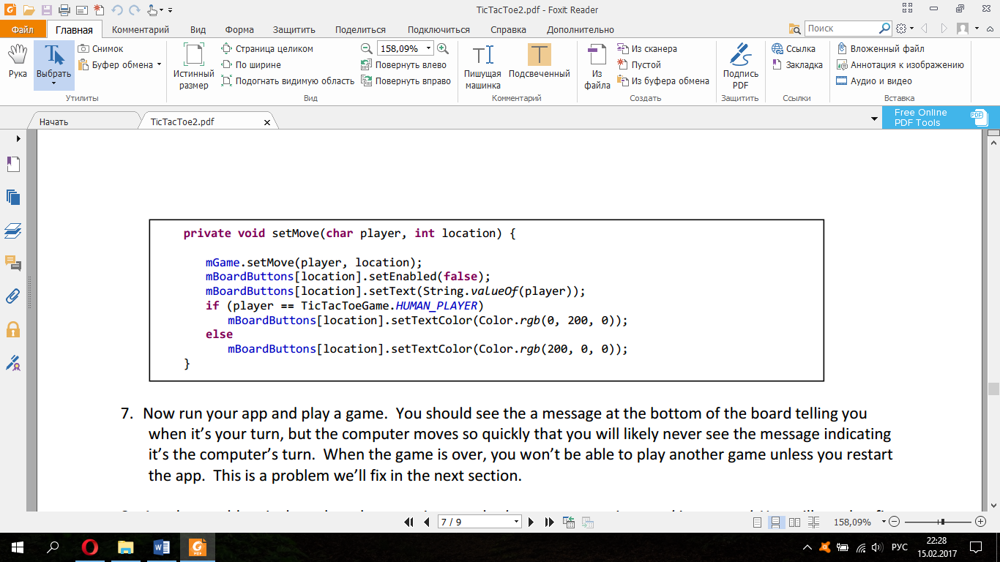 TicTacToe2.pdf - Foxit Reader
Файл Главная Комментарий Вид Форма Защитить Поделиться Подключиться Справка Дополнительно Поиск
Рука
Выбрать
Снимок
Буфер обмена
Утилиты
Истинный размер
Страница целиком
По ширине
Подогнать видимую область
158,09%
Повернуть влево
Повернуть вправо
Вид
Пишущая машинка
Подсвеченный
Комментарий
Из файла
Из сканера
Пустой
Из буфера обмена
Создать
Подпись PDF
Защитить
Ссылка
Закладка
Ссылки
Вложенный файл
Аннотация к изображению
Аудио и видео
Вставка
Начать TicTacToe2.pdf
Free Online
PDF Tools
PDF
private void setMove(char player, int location) {
mGame.setMove(player, location);
mBoardButtons[location].setEnabled(false);
mBoardButtons[location].setText(String.valueOf(player));
if (player == TicTacToeGame.HUMAN_PLAYER)
mBoardButtons[location].setTextColor(Color.rgb(0, 200, 0));
else
mBoardButtons[location].setTextColor(Color.rgb(200, 0, 0));
}
7. Now run your app and play a game. You should see the a message at the bottom of the board telling you
when it's your turn, but the computer moves so quickly that you will likely never see the message indicating
it's the computer's turn. When the game is over, you won't be able to play another game unless you restart
the app. This is a problem we'll fix in the next section.
7 / 9 158,09%
РУС 22:28
15.02.2017